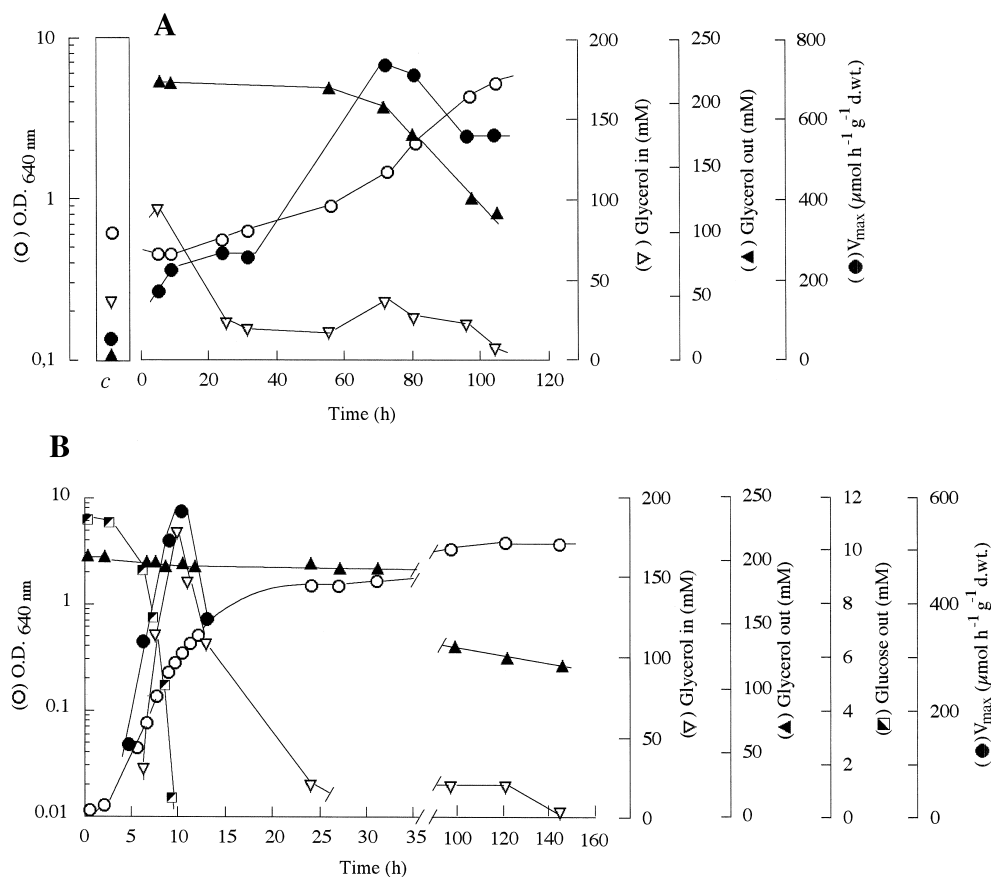 A
10
1
0,1
(○) O.D. 640 nm
c
0 20 40 60 80 100 120
Time (h)
200
150
100
50
0
(▽) Glycerol in (mM)
250
200
150
100
50
0
(▲) Glycerol out (mM)
800
600
400
200
0
(●) Vmax (µmol h⁻¹ g⁻¹ d.wt.)
B
10
1
0.1
0.01
(○) O.D. 640 nm
0 5 10 15 20 25 30 35 100 120 140 160
Time (h)
200
150
100
50
0
(▽) Glycerol in (mM)
250
200
150
100
50
0
(▲) Glycerol out (mM)
12
10
8
6
4
2
0
(◩) Glucose out (mM)
600
400
200
0
(●) Vmax (µmol h⁻¹ g⁻¹ d.wt.)